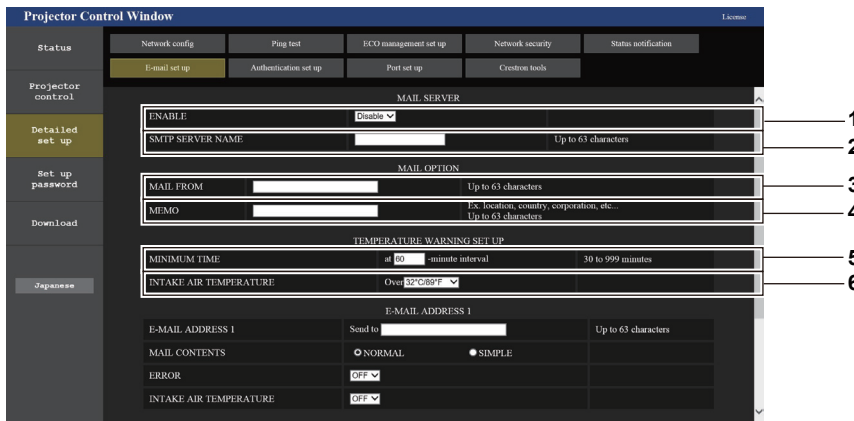 Projector Control Window License
Status Network config Ping test ECO management set up Network security Status notification
E-mail set up Authentication set up Port set up Crestron tools
Projector
control
MAIL SERVER
ENABLE Disable 1
Detailed
set up
SMTP SERVER NAME Up to 63 characters 2
MAIL OPTION
Set up
password
MAIL FROM Up to 63 characters 3
MEMO Ex. location, country, corporation, etc...
Up to 63 characters 4
Download
TEMPERATURE WARNING SET UP
MINIMUM TIME at 60 -minute interval 30 to 999 minutes 5
Japanese
INTAKE AIR TEMPERATURE Over 32°C/89°F 6
E-MAIL ADDRESS 1
E-MAIL ADDRESS 1 Send to Up to 63 characters
MAIL CONTENTS NORMAL SIMPLE
ERROR OFF
INTAKE AIR TEMPERATURE OFF